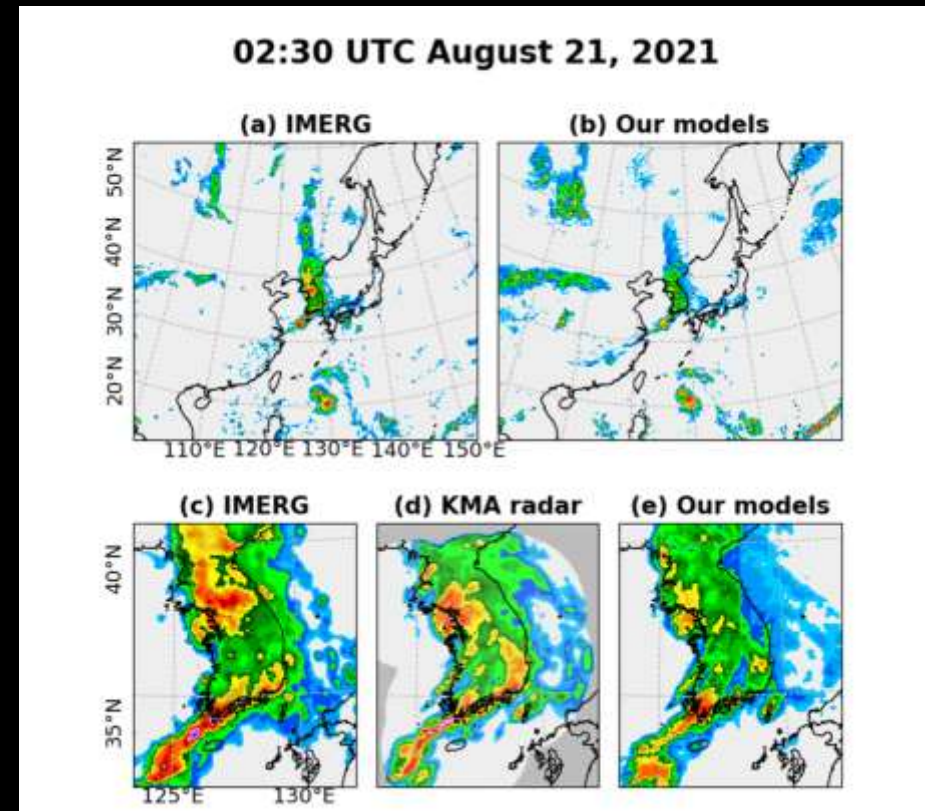 02:30 UTC August 21, 2021
(a) IMERG
(b) Our models
50°N
40°N
30°N
20°N
110°E 120°E 130°E 140°E 150°E
(c) IMERG
(d) KMA radar
(e) Our models
40°N
35°N
125°E
130°E